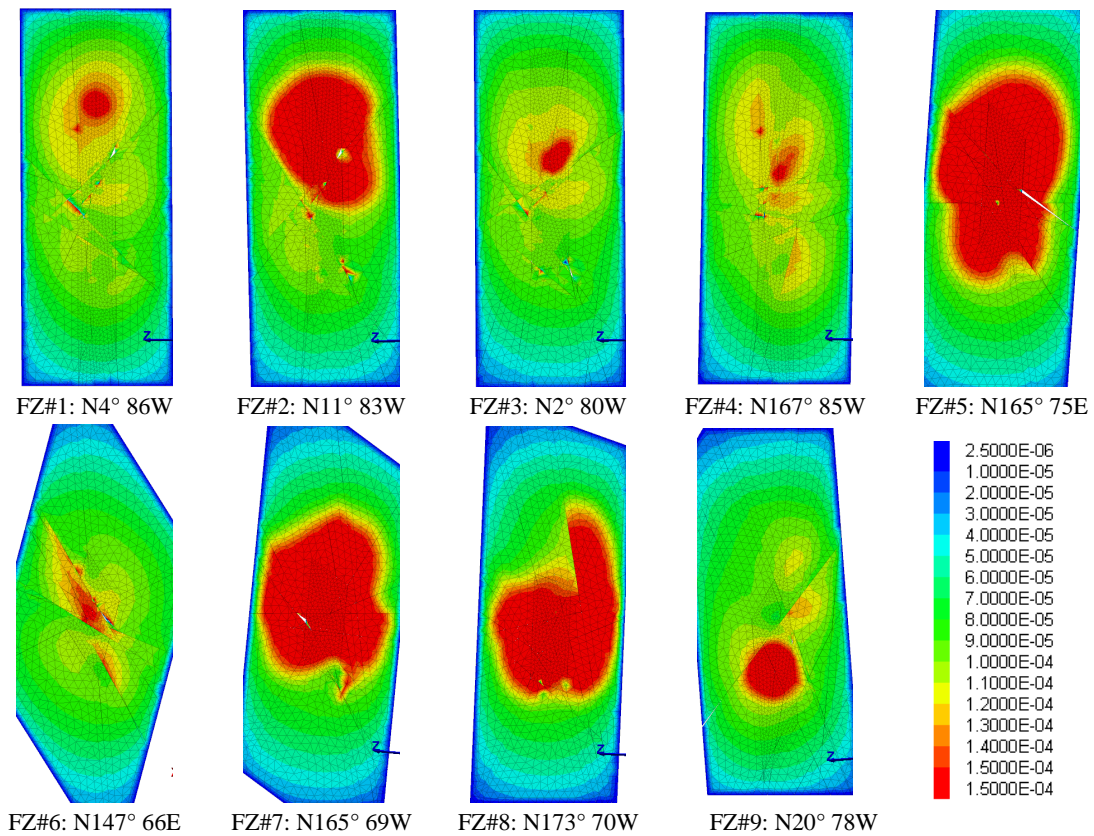 Z
Z
Z
Z
FZ#1: N4° 86W
FZ#2: N11° 83W
FZ#3: N2° 80W
FZ#4: N167° 85W
FZ#5: N165° 75E
2.5000E-06
1.0000E-05
2.0000E-05
3.0000E-05
4.0000E-05
5.0000E-05
6.0000E-05
7.0000E-05
8.0000E-05
9.0000E-05
1.0000E-04
1.1000E-04
1.2000E-04
1.3000E-04
1.4000E-04
1.5000E-04
1.5000E-04
Z
Z
Z
FZ#6: N147° 66E
FZ#7: N165° 69W
FZ#8: N173° 70W
FZ#9: N20° 78W